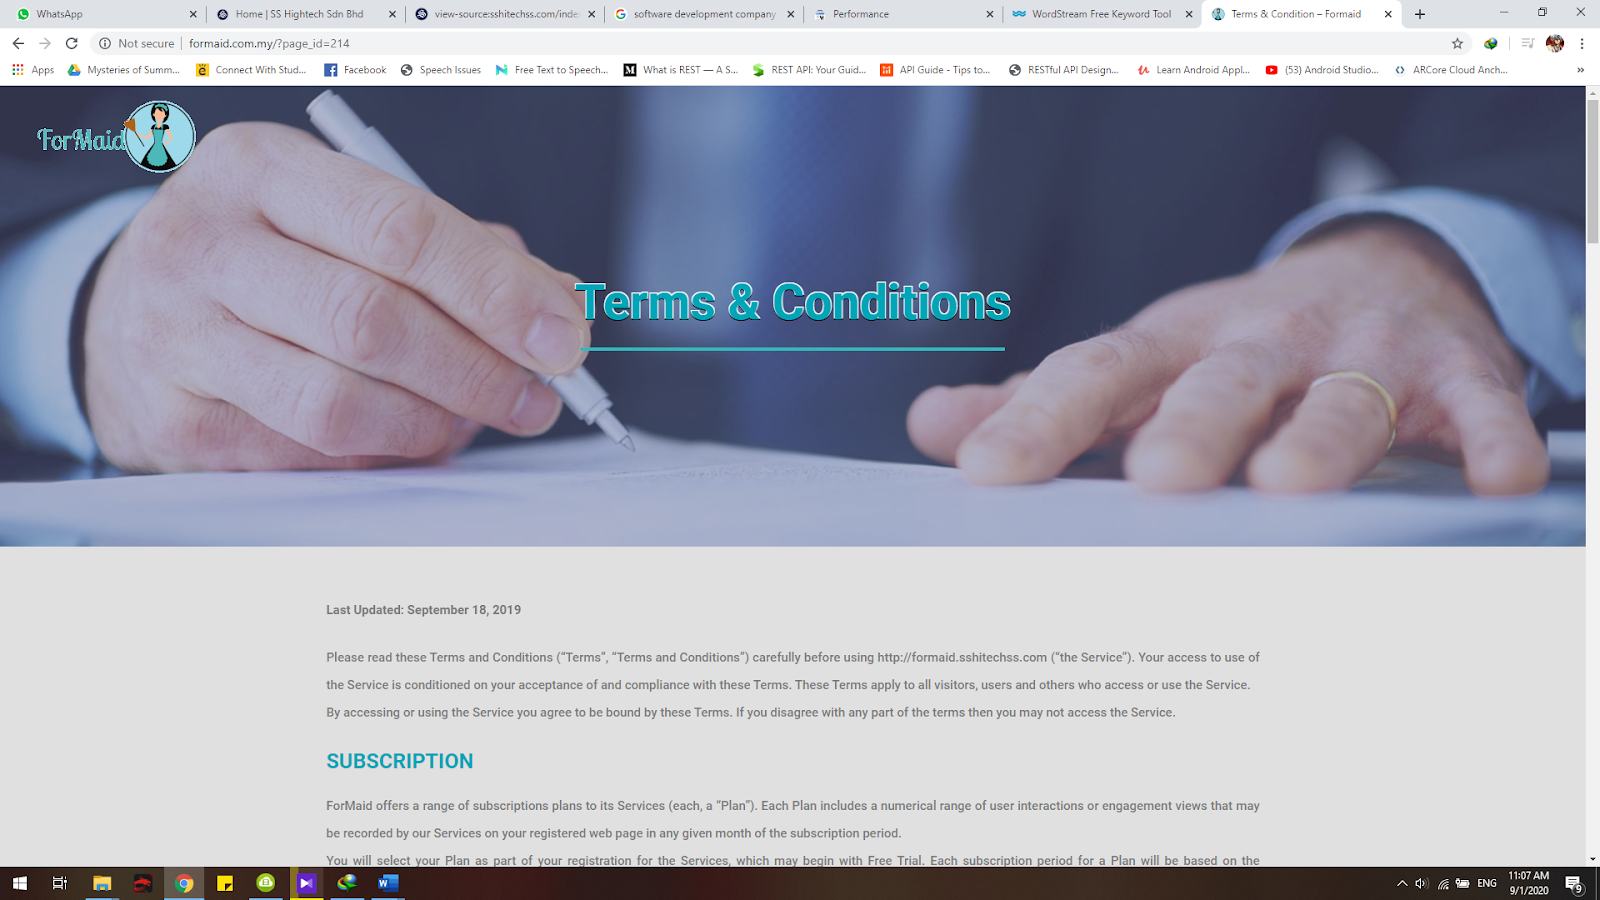 WhatsApp
Home | SS Hightech Sdn Bhd
view-source:sshitechss.com/inde
software development company
Performance
WordStream Free Keyword Tool
Terms & Condition – Formaid
Not secure | formaid.com.my/?page_id=214
Apps
Mysteries of Summ...
Connect With Stud...
Facebook
Speech Issues
Free Text to Speech...
What is REST — A S...
REST API: Your Guid...
API Guide - Tips to...
RESTful API Design...
Learn Android Appl...
(53) Android Studio...
ARCore Cloud Anch...
ForMaid
Terms & Conditions
Last Updated: September 18, 2019
Please read these Terms and Conditions (“Terms”, “Terms and Conditions”) carefully before using http://formaid.sshitechss.com (“the Service”). Your access to use of
the Service is conditioned on your acceptance of and compliance with these Terms. These Terms apply to all visitors, users and others who access or use the Service.
By accessing or using the Service you agree to be bound by these Terms. If you disagree with any part of the terms then you may not access the Service.
SUBSCRIPTION
ForMaid offers a range of subscriptions plans to its Services (each, a “Plan”). Each Plan includes a numerical range of user interactions or engagement views that may
be recorded by our Services on your registered web page in any given month of the subscription period.
You will select your Plan as part of your registration for the Services, which may begin with Free Trial. Each subscription period for a Plan will be based on the
ENG
11:07 AM
9/1/2020
9